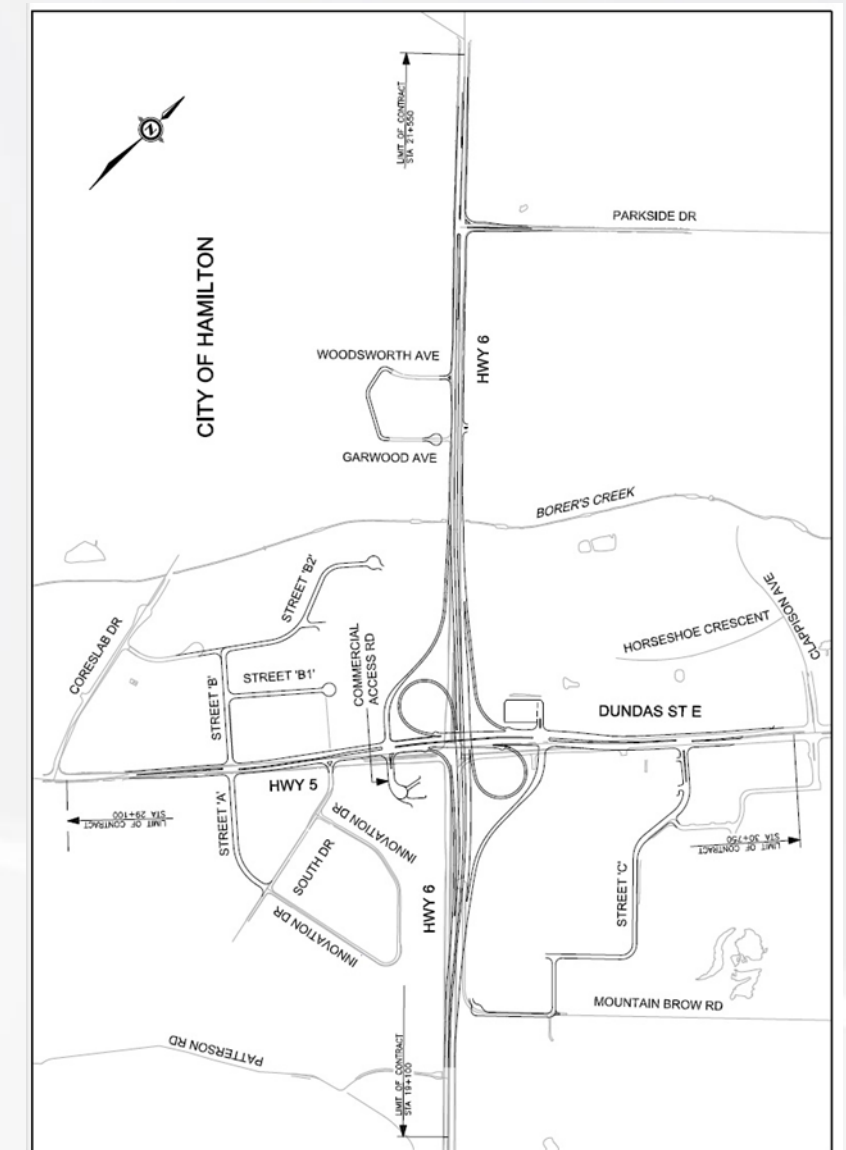 LIMIT OF CONTRACT
STA 21+550
N
PARKSIDE DR
CITY OF HAMILTON
WOODSWORTH AVE
HWY 6
GARWOOD AVE
BORER'S CREEK
STREET 'B2'
CLAPPISON AVE
HORSESHOE CRESCENT
CORESLAB DR
COMMERCIAL
ACCESS RD
STREET 'B1'
STREET 'B'
DUNDAS ST E
HWY 5
LIMIT OF CONTRACT
STA 29+100
STREET 'A'
INNOVATION DR
SOUTH DR
INNOVATION DR
HWY 6
LIMIT OF CONTRACT
STA 30+750
STREET 'C'
MOUNTAIN BROW RD
PATTERSON RD
LIMIT OF CONTRACT
STA 19+100